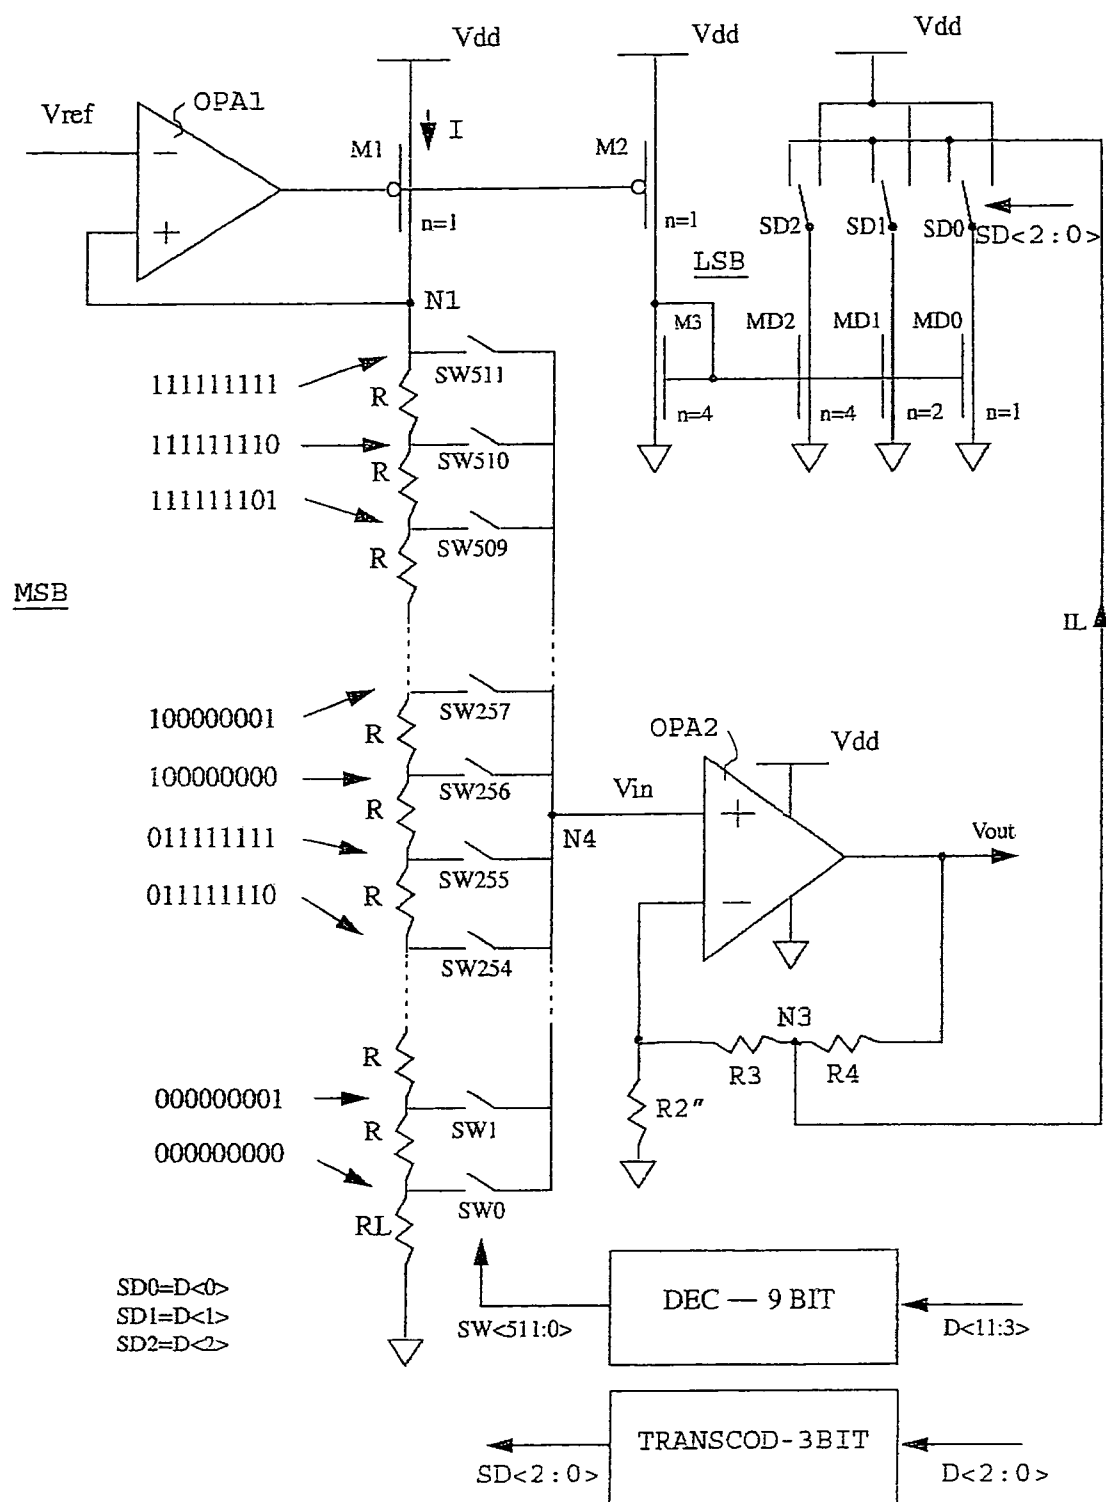 Vdd
Vdd
Vdd
Vref
OPA1
I
M1
M2
n=1
n=1
SD2
SD1
SD0
SD<2:0>
LSB
N1
M3
MD2
MD1
MD0
n=4
n=4
n=2
n=1
111111111
SW511
R
111111110
SW510
R
111111101
SW509
R
MSB
IL
100000001
SW257
R
OPA2
Vdd
100000000
SW256
Vin
R
011111111
N4
Vout
SW255
011111110
R
SW254
N3
R
R3
R4
000000001
R2"
SW1
R
000000000
SW0
RL
SD0=D<0>
SD1=D<1>
SD2=D<2>
SW<511:0>
DEC — 9 BIT
D<11:3>
TRANSCOD-3BIT
SD<2:0>
D<2:0>